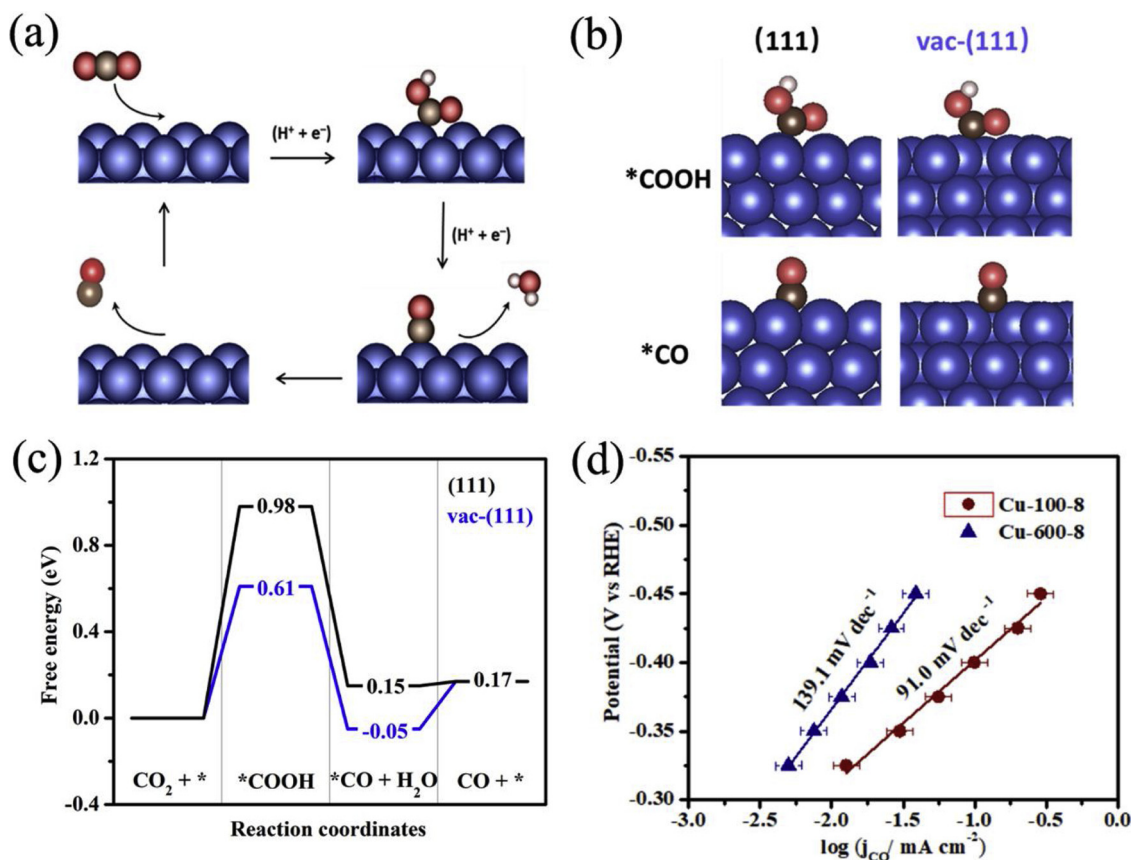 (a)
(H⁺ + e⁻)
(H⁺ + e⁻)
(b)
(111)
vac-(111)
*COOH
*CO
(c)
Free energy (eV)
1.2
0.8
0.4
0.0
-0.4
(111)
vac-(111)
0.98
0.61
0.15
-0.05
0.17
CO₂ + *
*COOH
*CO + H₂O
CO + *
Reaction coordinates
(d)
Potential (V vs RHE)
-0.55
-0.50
-0.45
-0.40
-0.35
-0.30
Cu-100-8
Cu-600-8
139.1 mV dec⁻¹
91.0 mV dec⁻¹
-3.0
-2.5
-2.0
-1.5
-1.0
-0.5
0.0
log (j_CO/ mA cm⁻²)